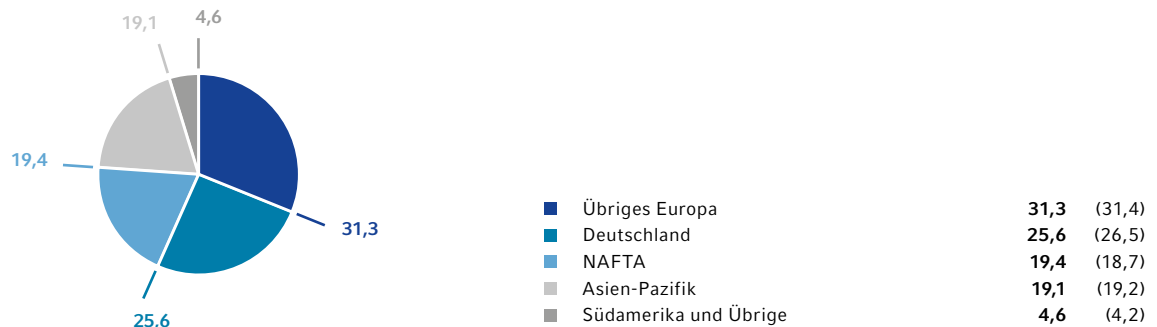 19,1
4,6
19,4
31,3
25,6
Übriges Europa 31,3 (31,4)
Deutschland 25,6 (26,5)
NAFTA 19,4 (18,7)
Asien-Pazifik 19,1 (19,2)
Südamerika und Übrige 4,6 (4,2)